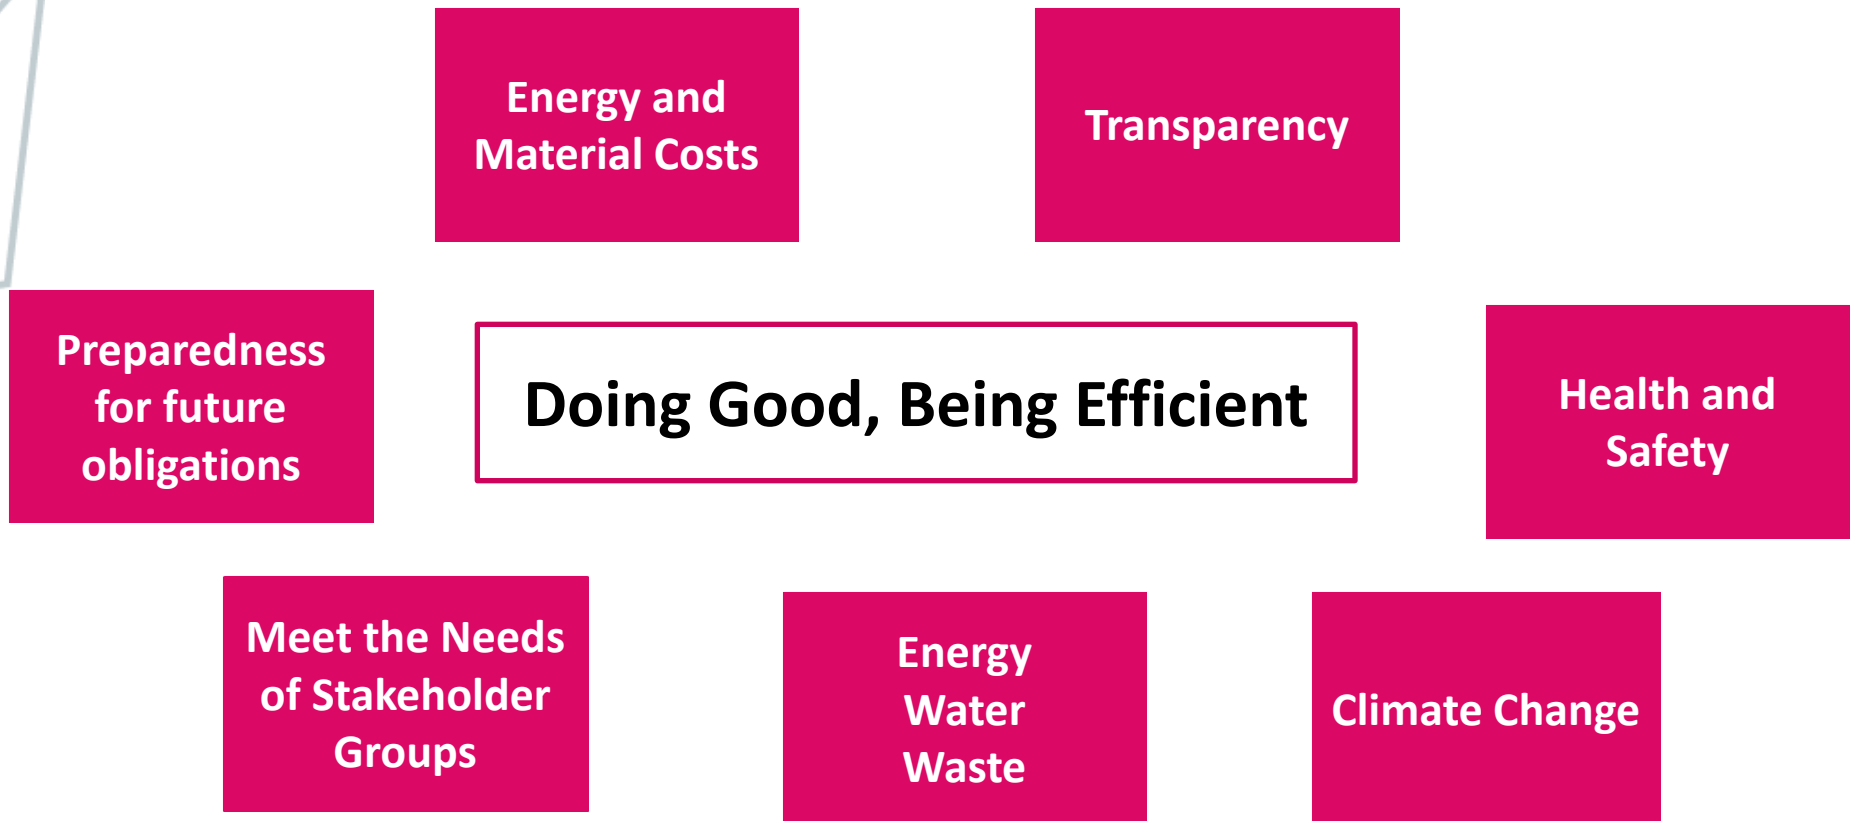 Energy and
Material Costs
Transparency
Preparedness
for future
obligations
Doing Good, Being Efficient
Health and
Safety
Meet the Needs
of Stakeholder
Groups
Energy
Water
Waste
Climate Change